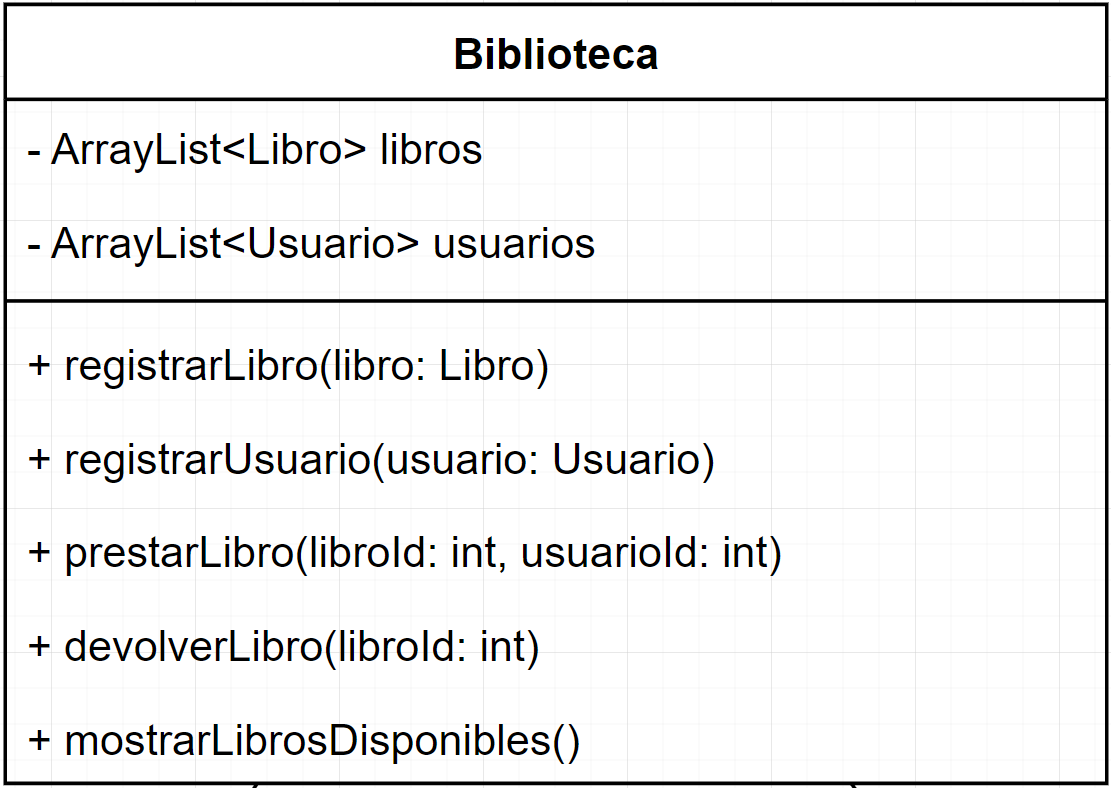 Biblioteca
- ArrayList<Libro> libros
- ArrayList<Usuario> usuarios
+ registrarLibro(libro: Libro)
+ registrarUsuario(usuario: Usuario)
+ prestarLibro(libroId: int, usuarioId: int)
+ devolverLibro(libroId: int)
+ mostrarLibrosDisponibles()